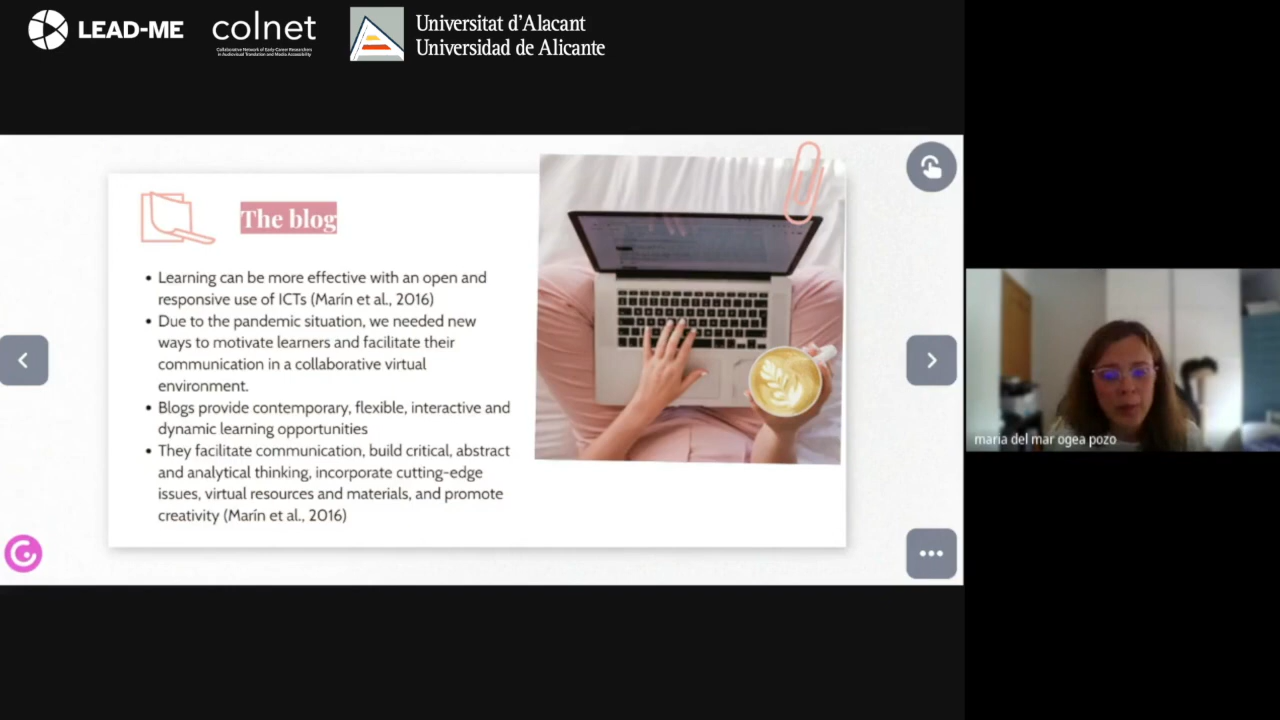 LEAD-ME
colnet
Collaborative Network of Early-Career Researchers
in Audiovisual Translation and Media Accessibility
Universitat d'Alacant
Universidad de Alicante
The blog
• Learning can be more effective with an open and
responsive use of ICTs (Marín et al., 2016)
• Due to the pandemic situation, we needed new
ways to motivate learners and facilitate their
communication in a collaborative virtual
environment.
• Blogs provide contemporary, flexible, interactive and
dynamic learning opportunities
• They facilitate communication, build critical, abstract
and analytical thinking, incorporate cutting-edge
issues, virtual resources and materials, and promote
creativity (Marín et al., 2016)
maria del mar ogea pozo